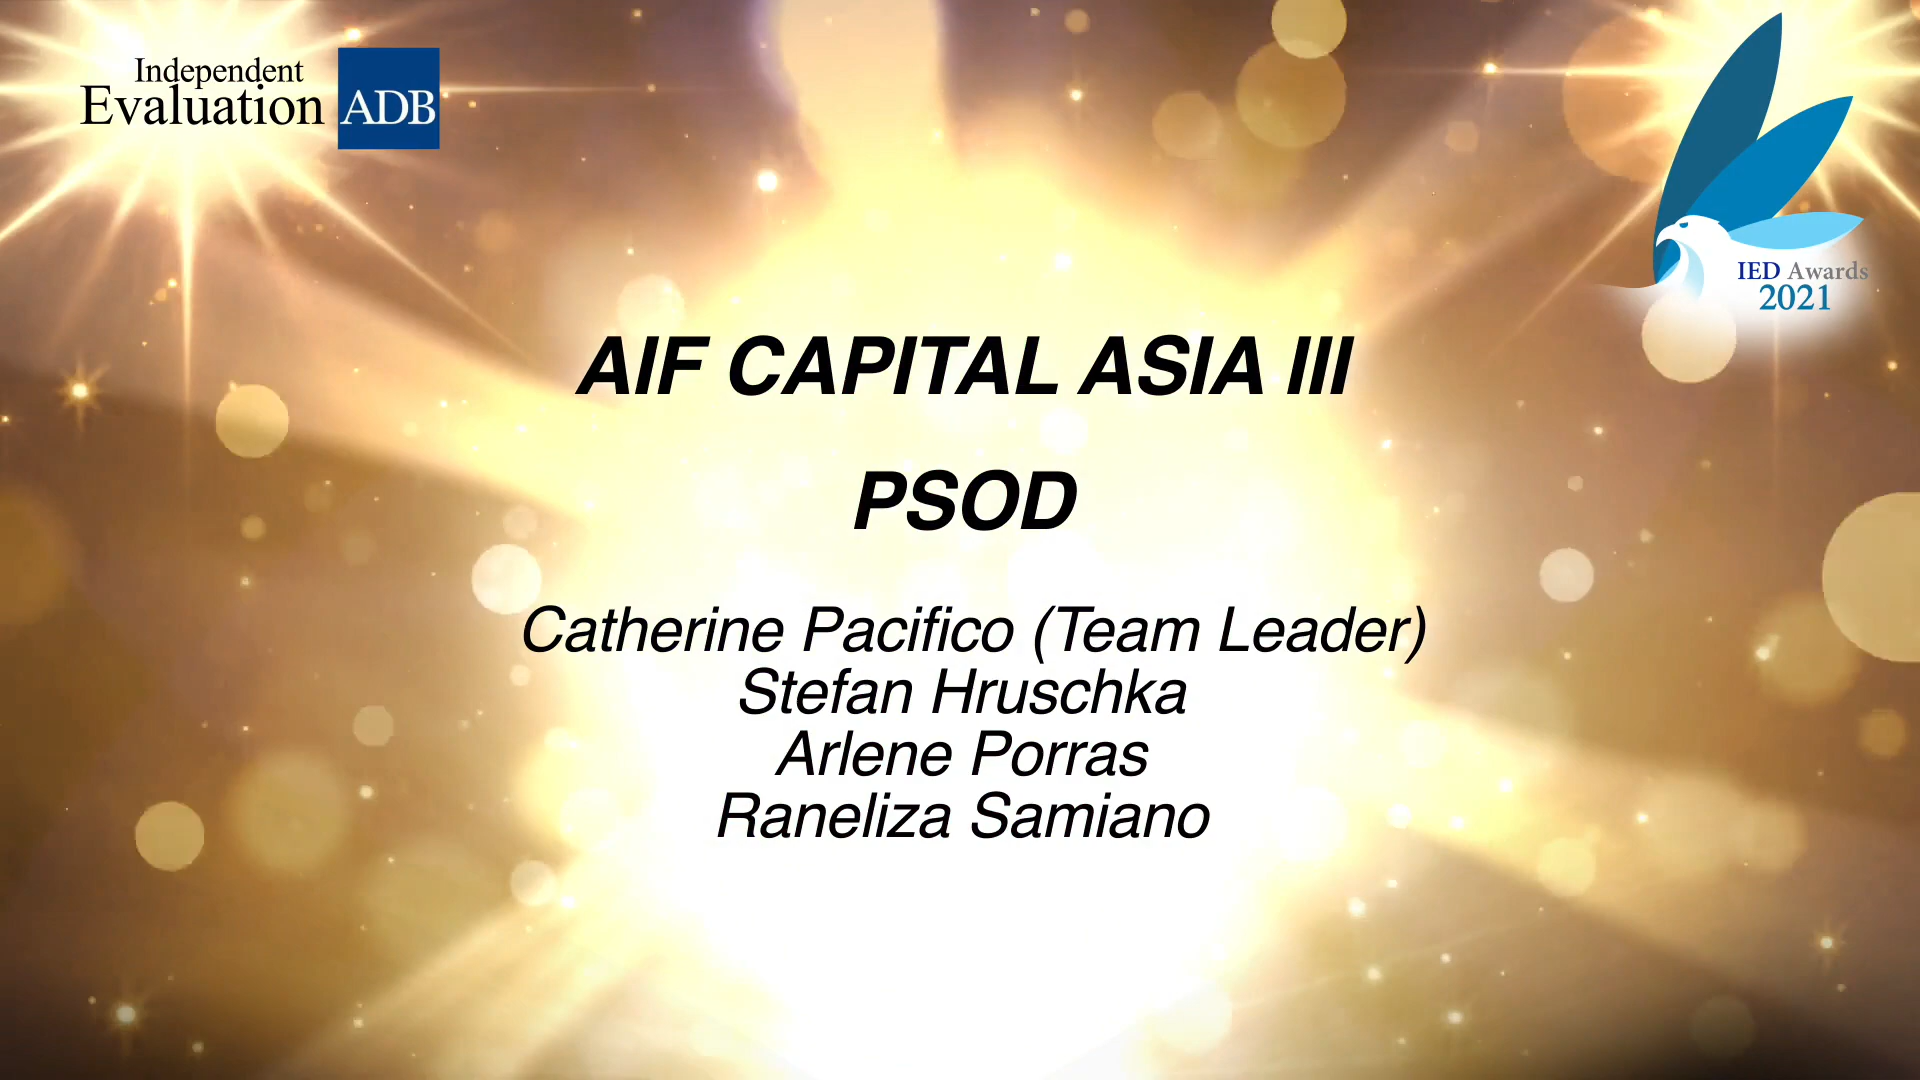 Independent
Evaluation
ADB
IED Awards
2021
AIF CAPITAL ASIA III
PSOD
Catherine Pacifico (Team Leader)
Stefan Hruschka
Arlene Porras
Raneliza Samiano